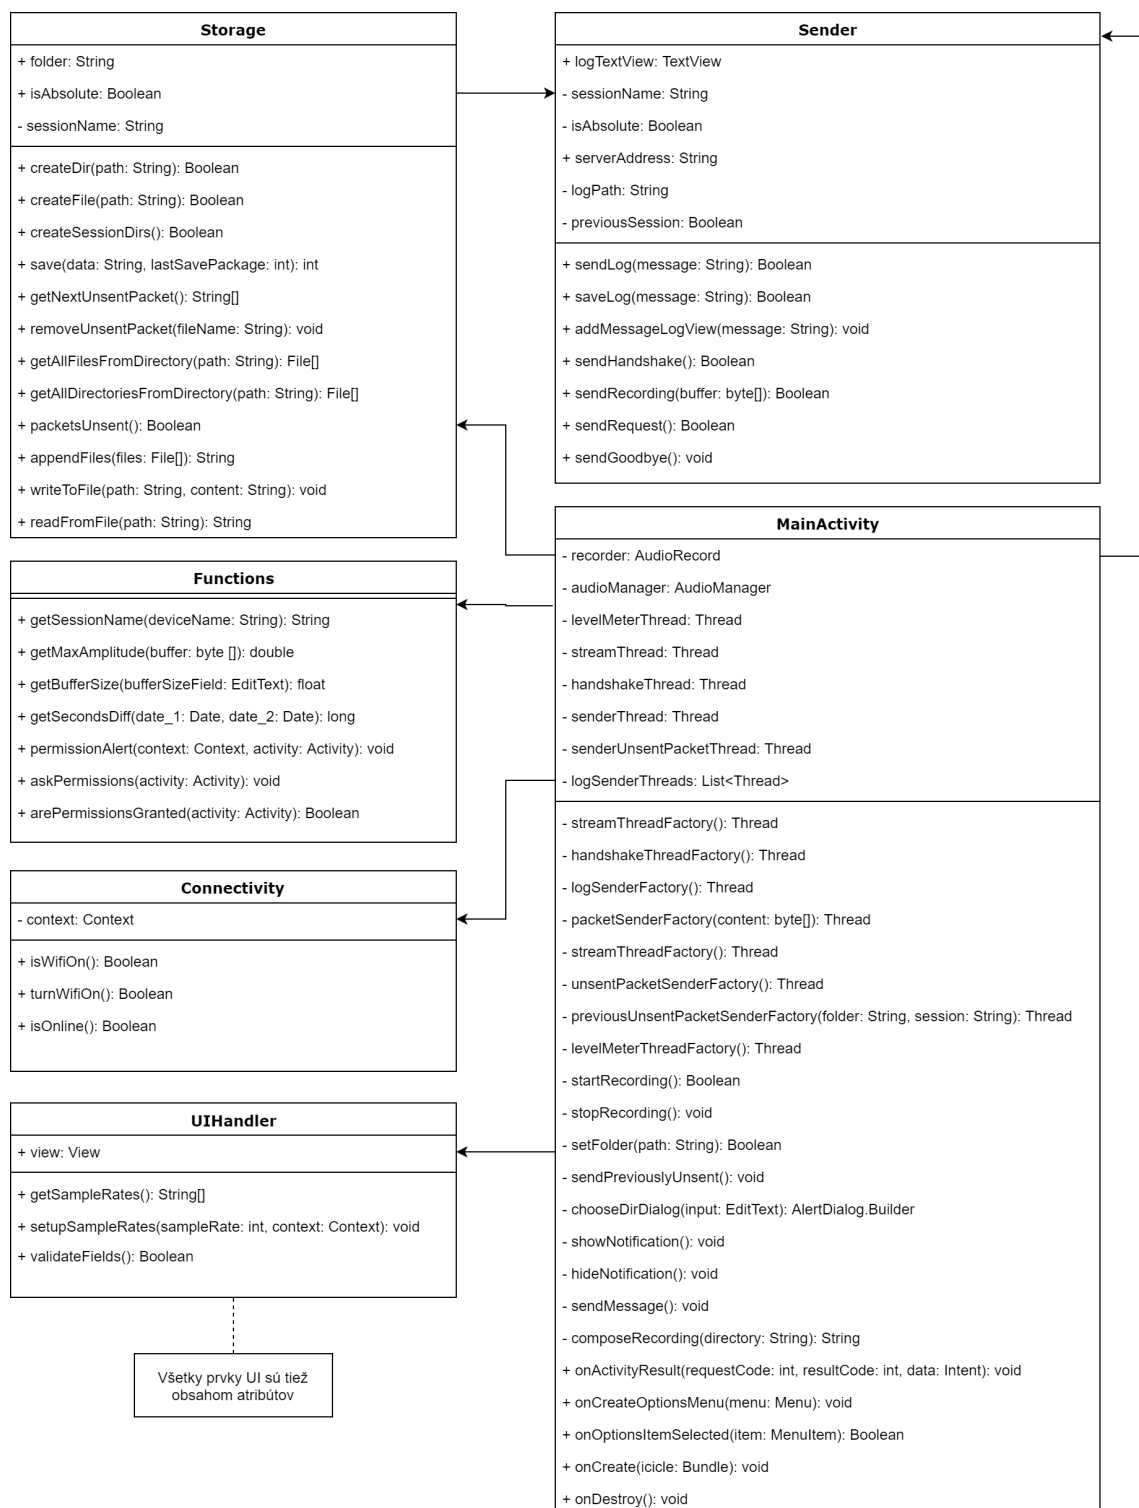 Storage
+ folder: String
+ isAbsolute: Boolean
- sessionName: String
+ createDir(path: String): Boolean
+ createFile(path: String): Boolean
+ createSessionDirs(): Boolean
+ save(data: String, lastSavePackage: int): int
+ getNextUnsentPacket(): String[]
+ removeUnsentPacket(fileName: String): void
+ getAllFilesFromDirectory(path: String): File[]
+ getAllDirectoriesFromDirectory(path: String): File[]
+ packetsUnsent(): Boolean
+ appendFiles(files: File[]): String
+ writeToFile(path: String, content: String): void
+ readFromFile(path: String): String
Functions
+ getSessionName(deviceName: String): String
+ getMaxAmplitude(buffer: byte []): double
+ getBufferSize(bufferSizeField: EditText): float
+ getSecondsDiff(date_1: Date, date_2: Date): long
+ permissionAlert(context: Context, activity: Activity): void
+ askPermissions(activity: Activity): void
+ arePermissionsGranted(activity: Activity): Boolean
Connectivity
- context: Context
+ isWifiOn(): Boolean
+ turnWifiOn(): Boolean
+ isOnline(): Boolean
UIHandler
+ view: View
+ getSampleRates(): String[]
+ setupSampleRates(sampleRate: int, context: Context): void
+ validateFields(): Boolean
Všetky prvky UI sú tiež
obsahom atribútov
Sender
+ logTextView: TextView
- sessionName: String
- isAbsolute: Boolean
+ serverAddress: String
- logPath: String
- previousSession: Boolean
+ sendLog(message: String): Boolean
+ saveLog(message: String): Boolean
+ addMessageLogView(message: String): void
+ sendHandshake(): Boolean
+ sendRecording(buffer: byte[]): Boolean
+ sendRequest(): Boolean
+ sendGoodbye(): void
MainActivity
- recorder: AudioRecord
- audioManager: AudioManager
- levelMeterThread: Thread
- streamThread: Thread
- handshakeThread: Thread
- senderThread: Thread
- senderUnsentPacketThread: Thread
- logSenderThreads: List<Thread>
- streamThreadFactory(): Thread
- handshakeThreadFactory(): Thread
- logSenderFactory(): Thread
- packetSenderFactory(content: byte[]): Thread
- streamThreadFactory(): Thread
- unsentPacketSenderFactory(): Thread
- previousUnsentPacketSenderFactory(folder: String, session: String): Thread
- levelMeterThreadFactory(): Thread
- startRecording(): Boolean
- stopRecording(): void
- setFolder(path: String): Boolean
- sendPreviouslyUnsent(): void
- chooseDirDialog(input: EditText): AlertDialog.Builder
- showNotification(): void
- hideNotification(): void
- sendMessage(): void
- composeRecording(directory: String): String
+ onActivityResult(requestCode: int, resultCode: int, data: Intent): void
+ onCreateOptionsMenu(menu: Menu): void
+ onOptionsItemSelected(item: MenuItem): Boolean
+ onCreate(icicle: Bundle): void
+ onDestroy(): void